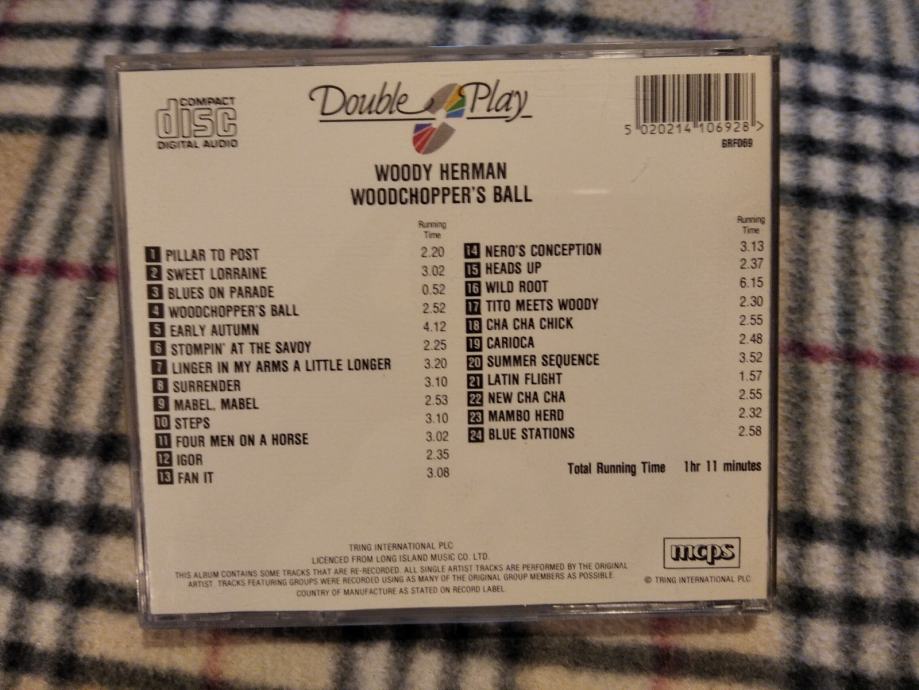 COMPACT
disc
DIGITAL AUDIO
Double Play
5 020214 106928 >
GRF069
WOODY HERMAN
WOODCHOPPER'S BALL
Running
Time
1 PILLAR TO POST 2.20
2 SWEET LORRAINE 3.02
3 BLUES ON PARADE 0.52
4 WOODCHOPPER'S BALL 2.52
5 EARLY AUTUMN 4.12
6 STOMPIN' AT THE SAVOY 2.25
7 LINGER IN MY ARMS A LITTLE LONGER 3.20
8 SURRENDER 3.10
9 MABEL, MABEL 2.53
10 STEPS 3.10
11 FOUR MEN ON A HORSE 3.02
12 IGOR 2.35
13 FAN IT 3.08
Running
Time
14 NERO'S CONCEPTION 3.13
15 HEADS UP 2.37
16 WILD ROOT 6.15
17 TITO MEETS WOODY 2.30
18 CHA CHA CHICK 2.55
19 CARIOCA 2.48
20 SUMMER SEQUENCE 3.52
21 LATIN FLIGHT 1.57
22 NEW CHA CHA 2.55
23 MAMBO HERD 2.32
24 BLUE STATIONS 2.58
Total Running Time 1hr 11 minutes
TRING INTERNATIONAL PLC
LICENCED FROM LONG ISLAND MUSIC CO. LTD.
THIS ALBUM CONTAINS SOME TRACKS THAT ARE RE-RECORDED. ALL SINGLE ARTIST TRACKS ARE PERFORMED BY THE ORIGINAL
ARTIST. TRACKS FEATURING GROUPS WERE RECORDED USING AS MANY OF THE ORIGINAL GROUP MEMBERS AS POSSIBLE.
COUNTRY OF MANUFACTURE AS STATED ON RECORD LABEL
mcps
© TRING INTERNATIONAL PLC